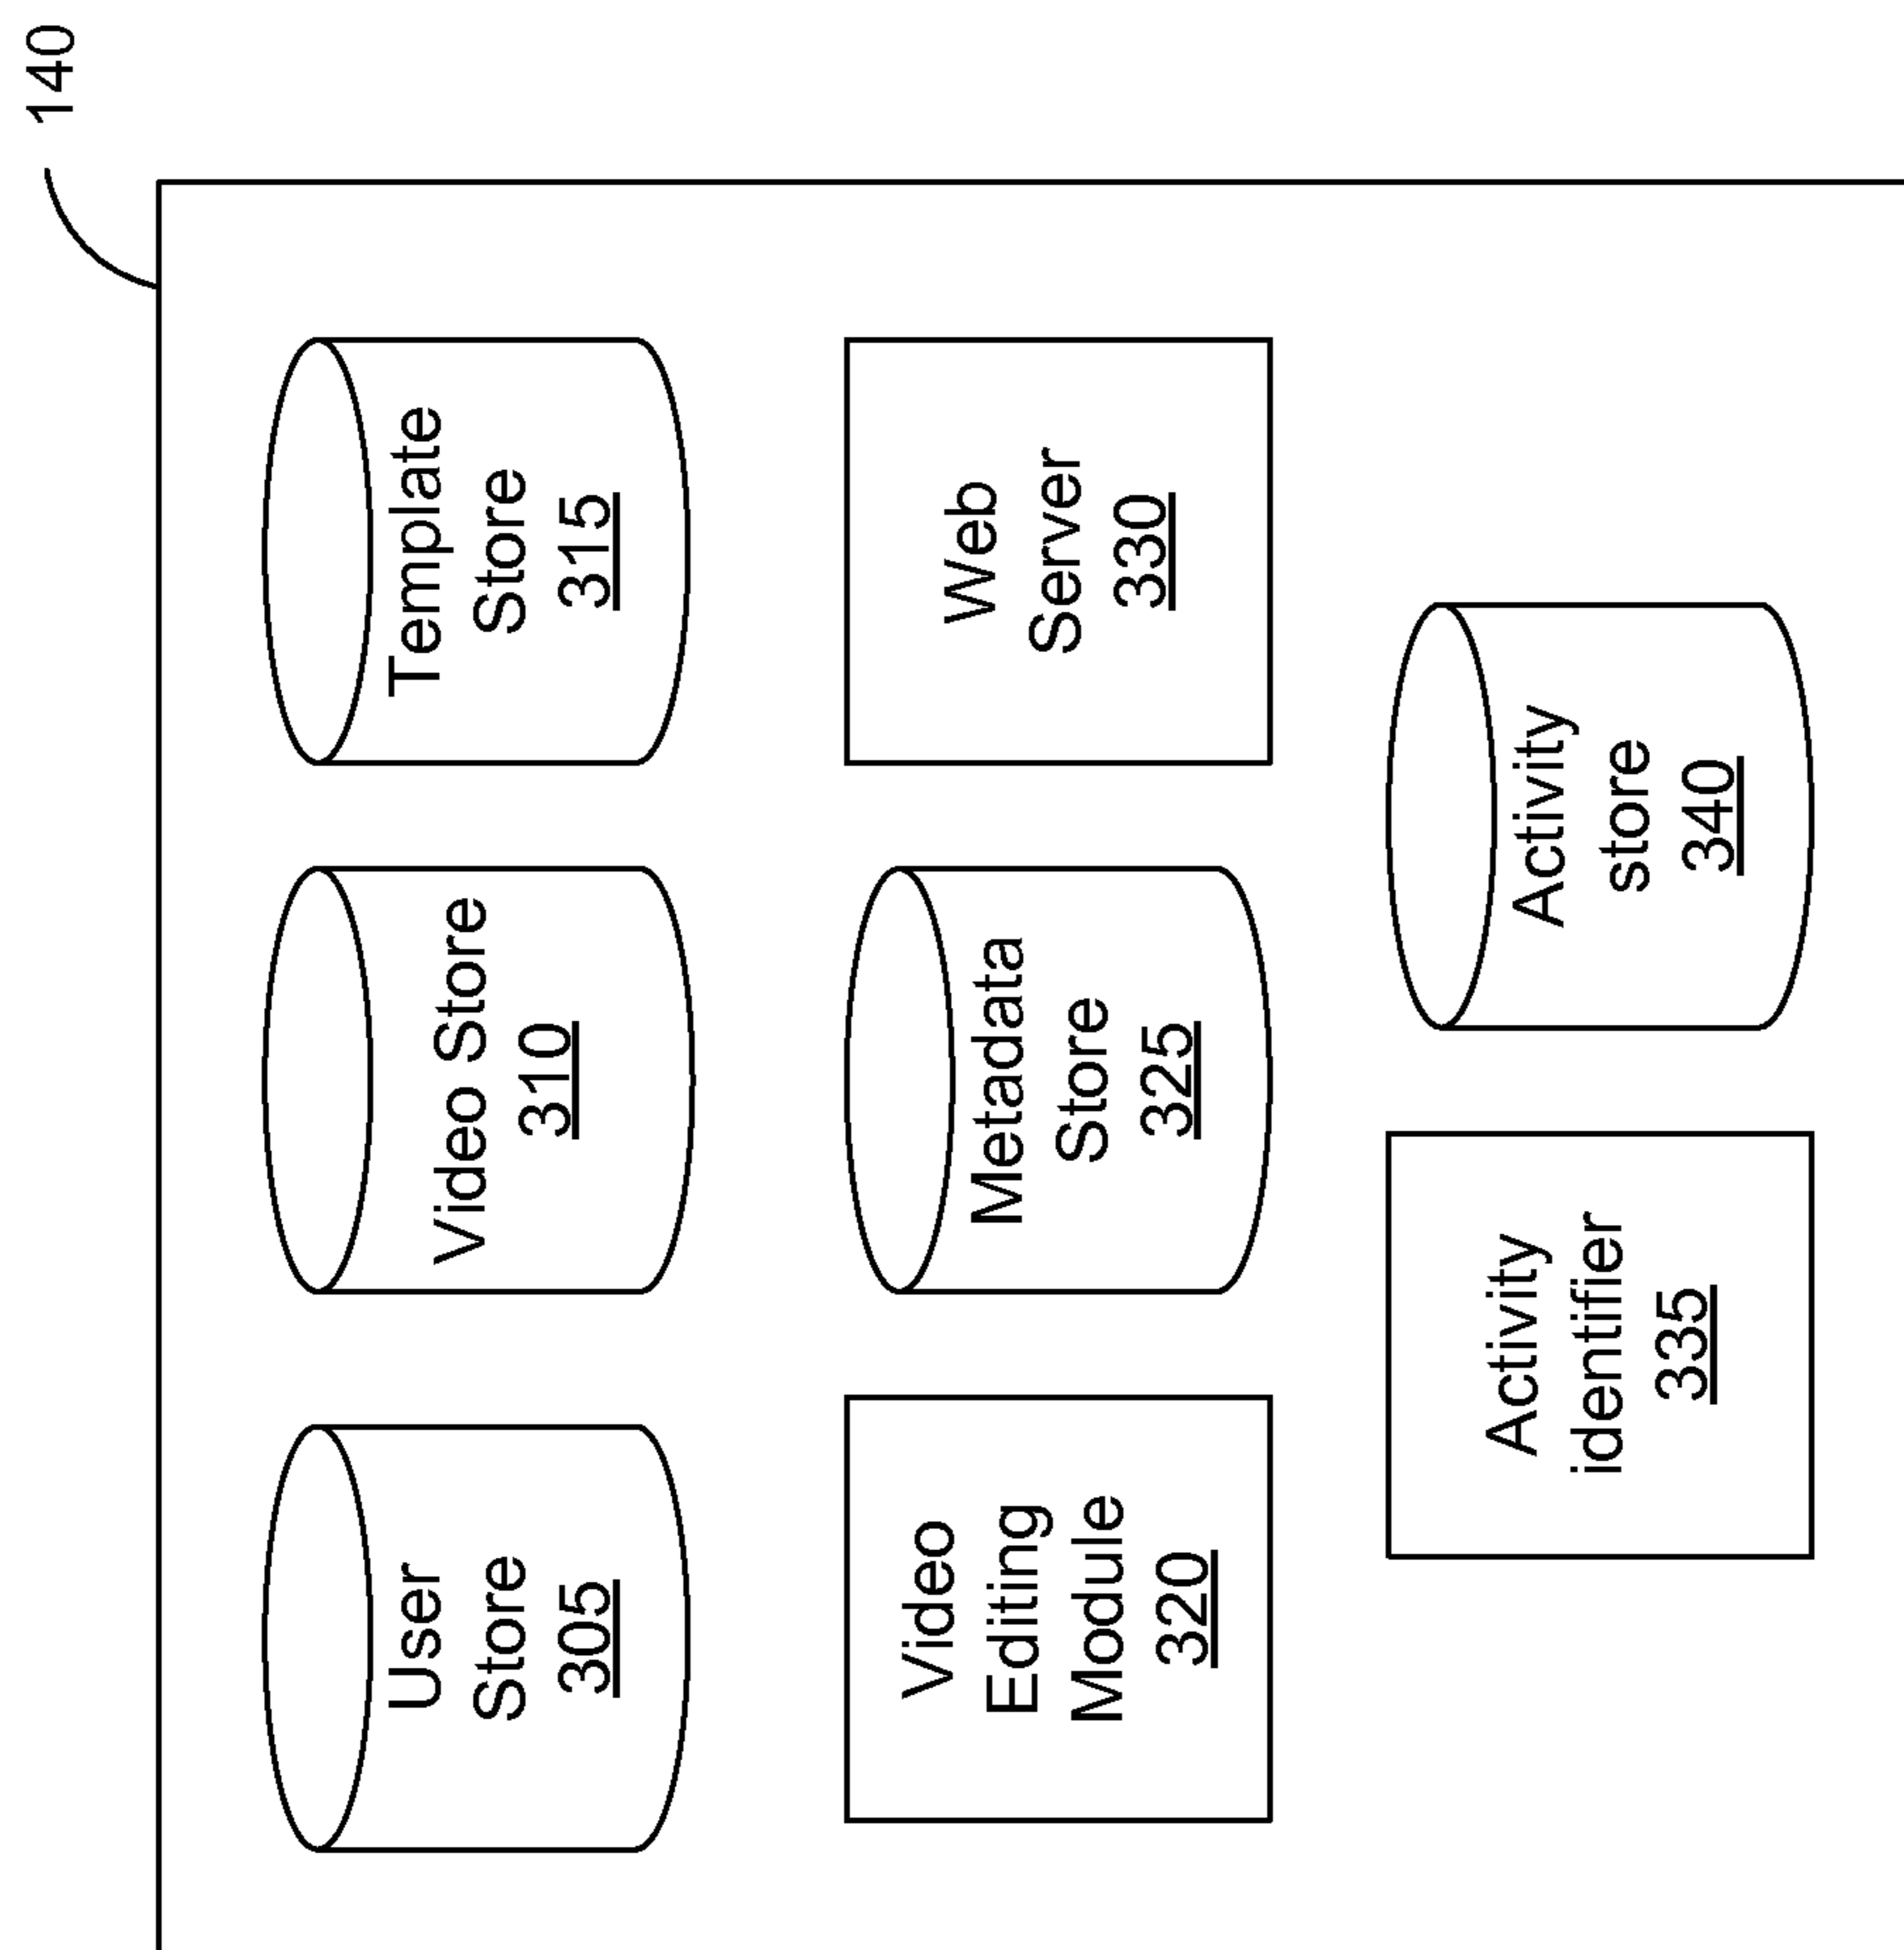 140
User
Store
305
Video Store
310
Template
Store
315
Video
Editing
Module
320
Metadata
Store
325
Web
Server
330
Activity
identifier
335
Activity
store
340